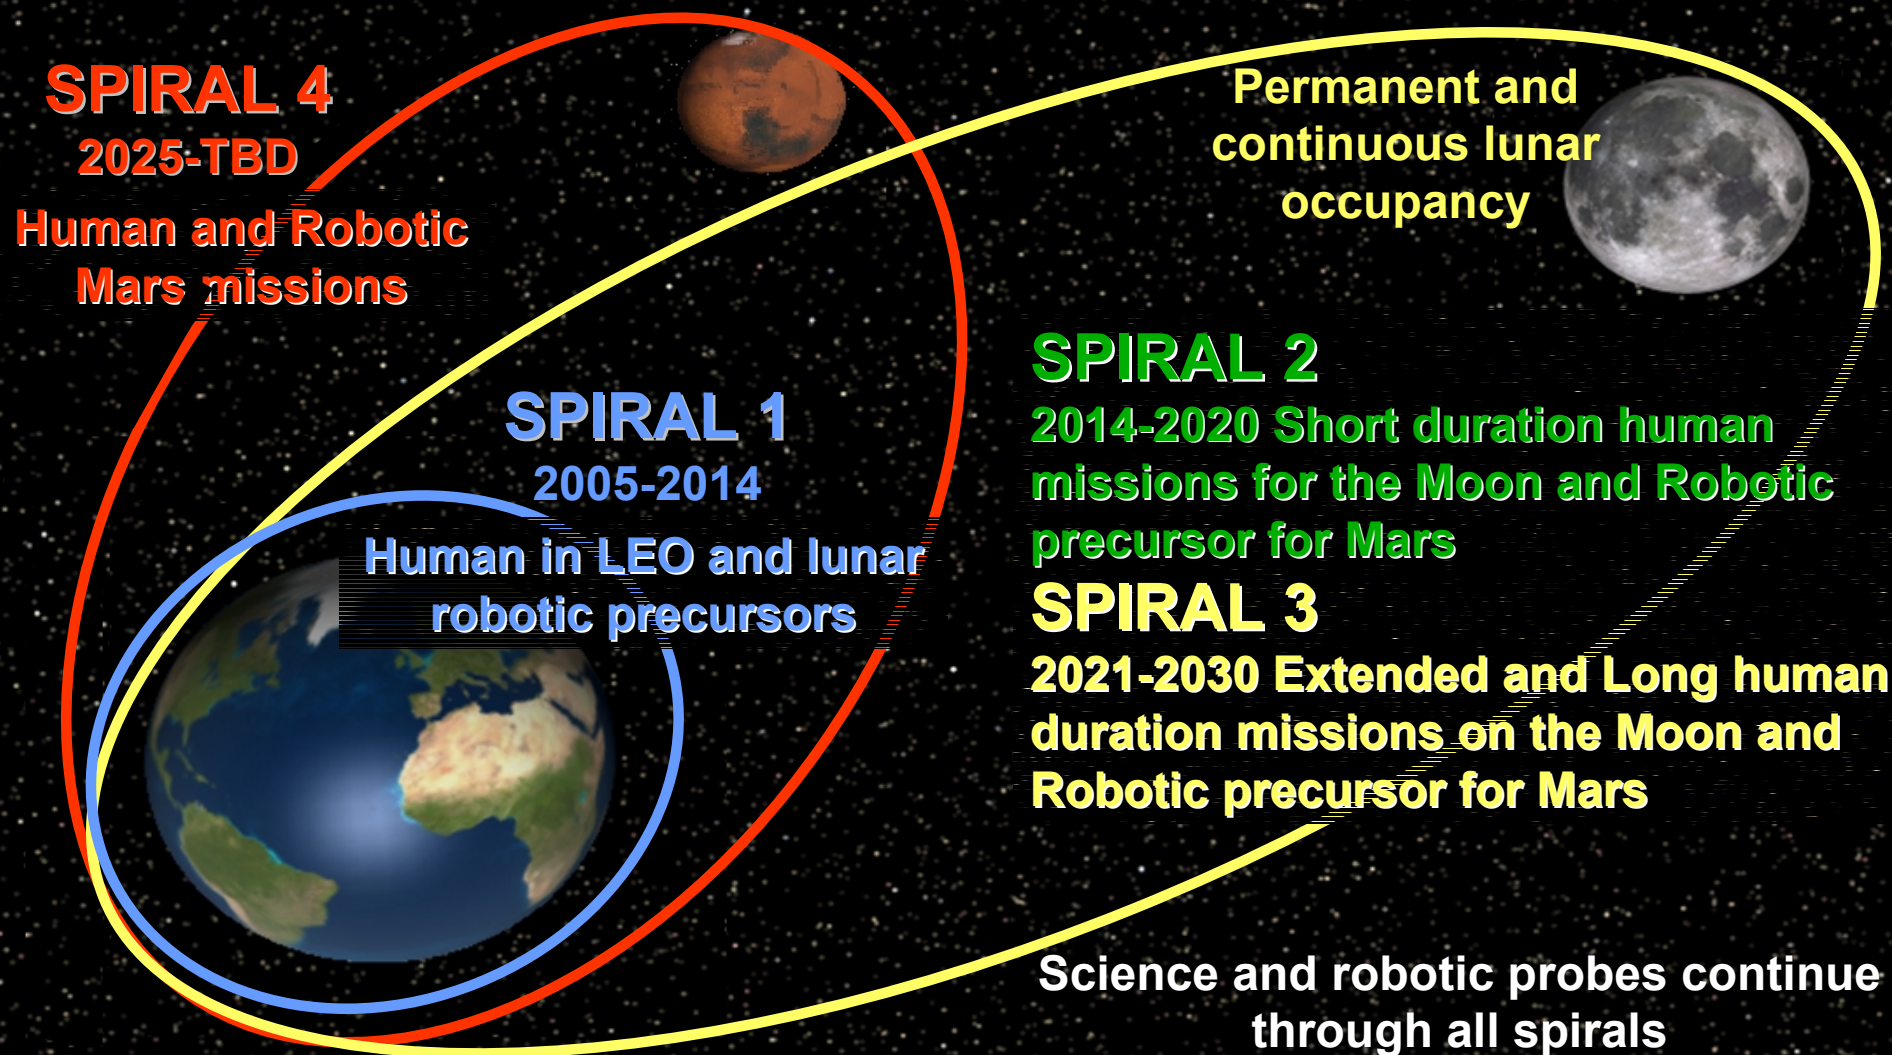 SPIRAL 4
2025-TBD
Human and Robotic
Mars missions
Permanent and
continuous lunar
occupancy
SPIRAL 1
2005-2014
Human in LEO and lunar
robotic precursors
SPIRAL 2
2014-2020 Short duration human
missions for the Moon and Robotic
precursor for Mars
SPIRAL 3
2021-2030 Extended and Long human
duration missions on the Moon and
Robotic precursor for Mars
Science and robotic probes continue
through all spirals